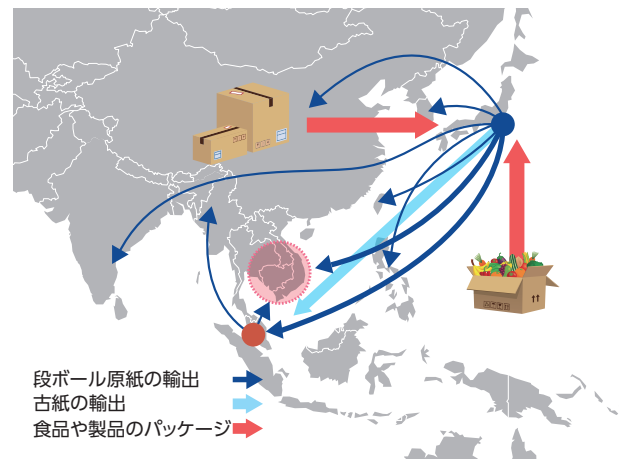 段ボール原紙の輸出
古紙の輸出
食品や製品のパッケージ